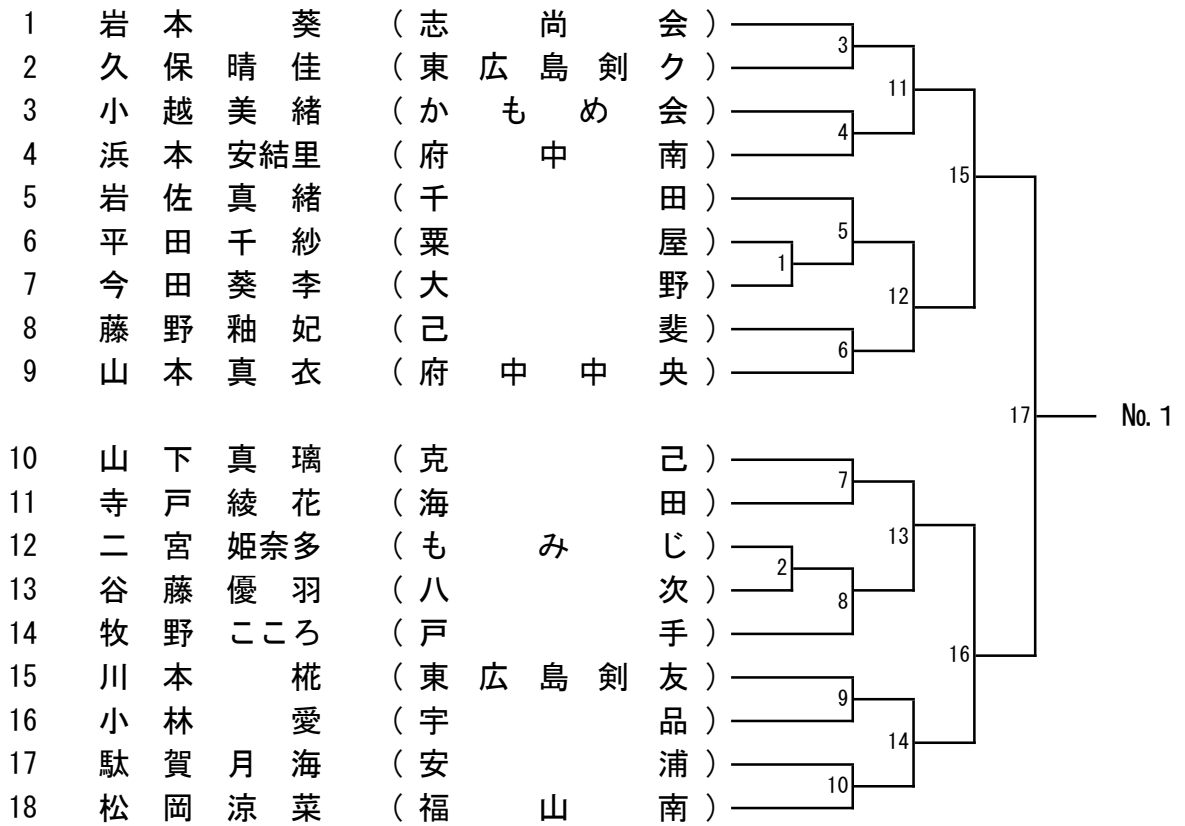 1 岩本 葵 (志尚会)
3
2 久保晴佳 (東広島剣ク)
11
3 小越美緒 (かもめ会)
4
4 浜本安結里 (府中南)
15
5 岩佐真緒 (千田)
5
6 平田千紗 (粟屋)
1
7 今田葵李 (大野)
12
8 藤野釉妃 (己斐)
6
9 山本真衣 (府中中央)
17 No.1
10 山下真璃 (克己)
7
11 寺戸綾花 (海田)
13
12 二宮姫奈多 (もみじ)
2
13 谷藤優羽 (八次)
8
14 牧野こころ (戸手)
16
15 川本 椛 (東広島剣友)
9
16 小林 愛 (宇品)
14
17 駄賀月海 (安浦)
10
18 松岡涼菜 (福山南)